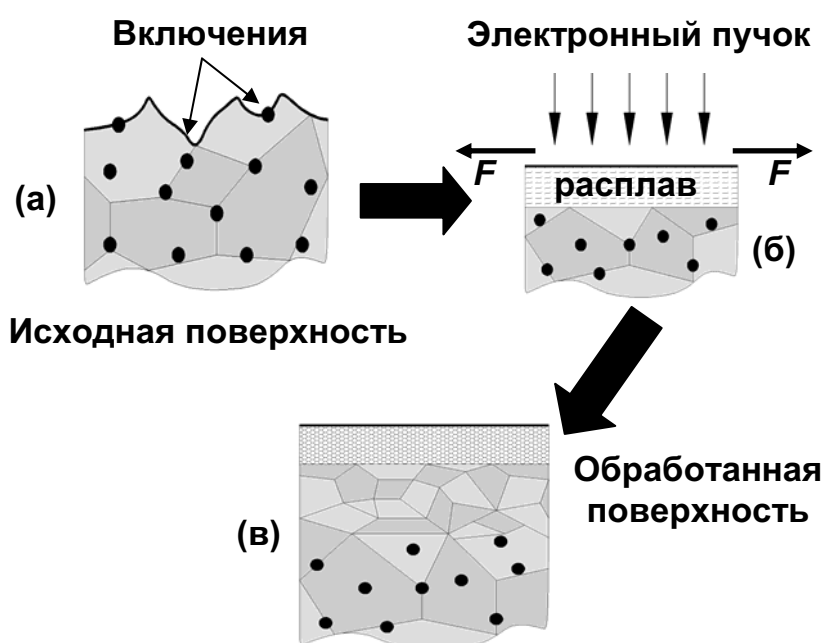 Включения
Электронный пучок
F
F
расплав
(а)
(б)
Исходная поверхность
Обработанная
поверхность
(в)